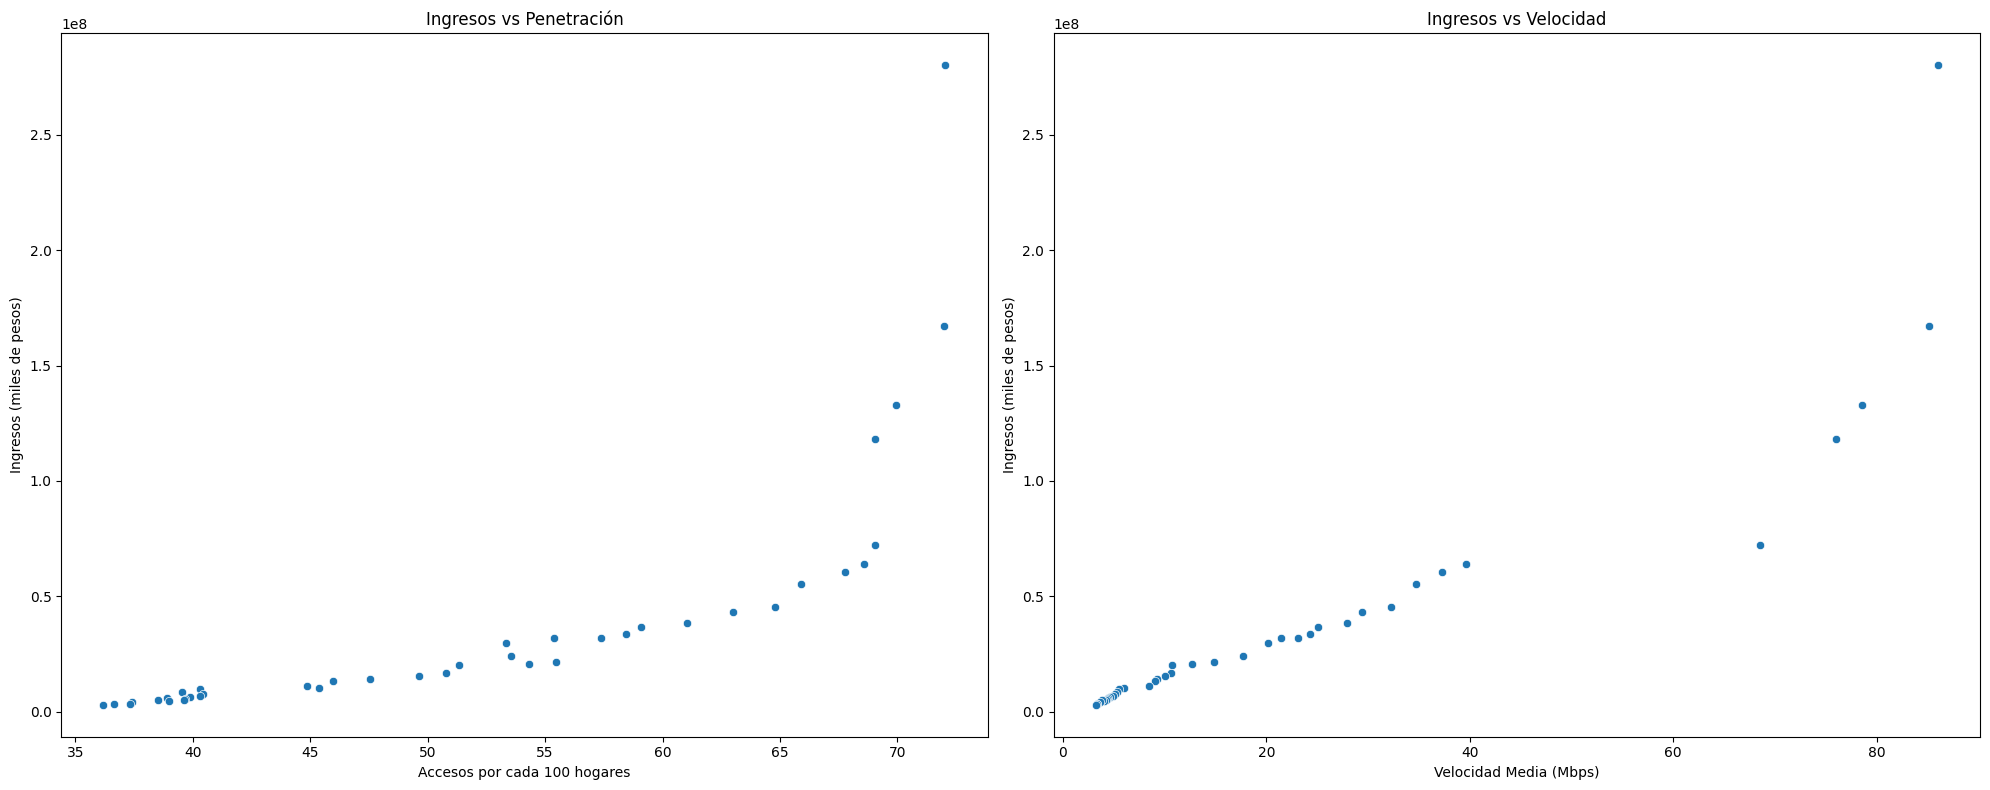 Ingresos vs Penetración
1e8
2.5
2.0
1.5
1.0
0.5
0.0
Ingresos (miles de pesos)
35 40 45 50 55 60 65 70
Accesos por cada 100 hogares
Ingresos vs Velocidad
1e8
2.5
2.0
1.5
1.0
0.5
0.0
Ingresos (miles de pesos)
0 20 40 60 80
Velocidad Media (Mbps)